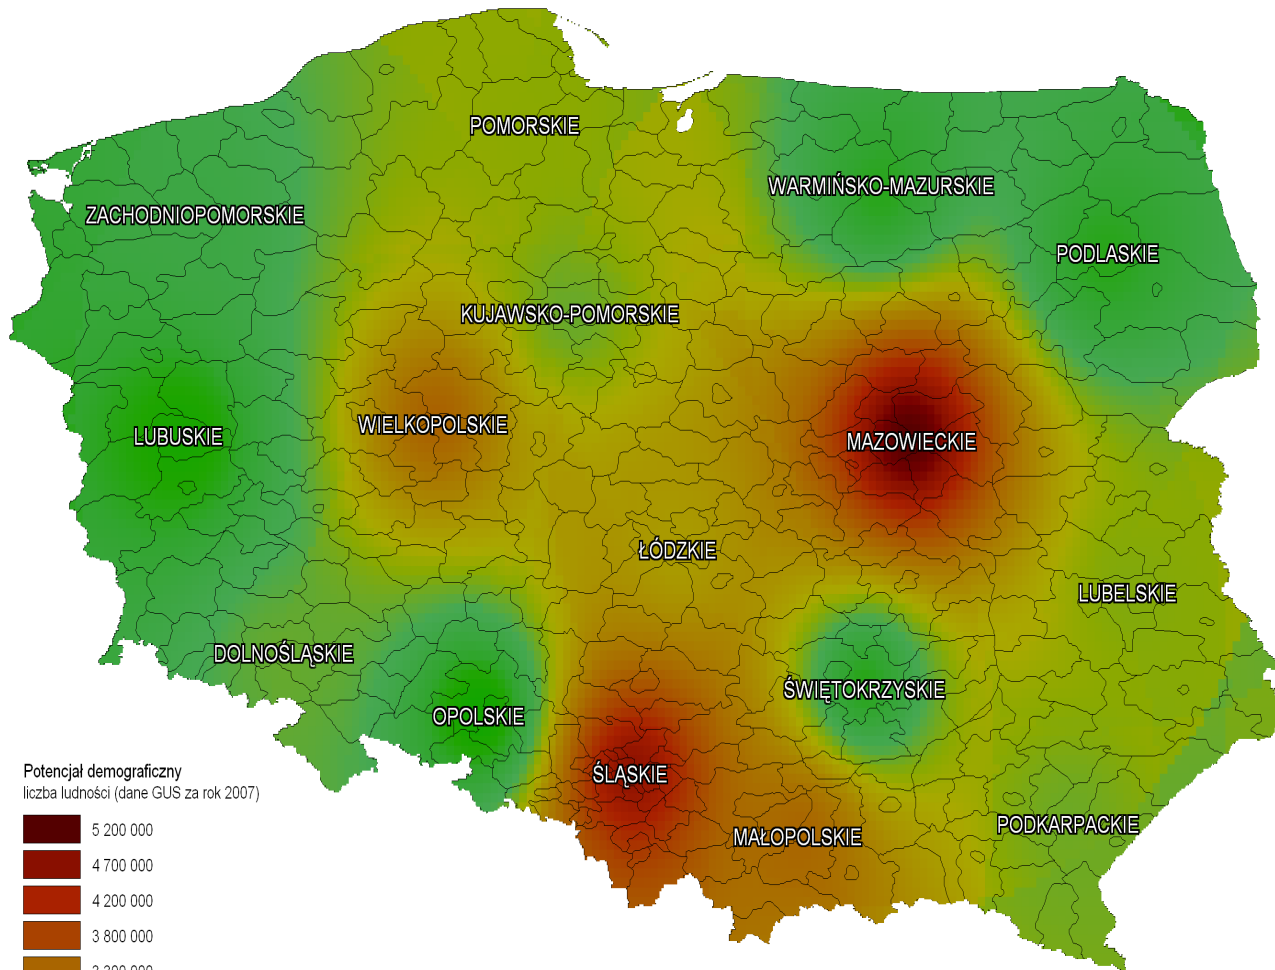 POMORSKIE
WARMIŃSKO-MAZURSKIE
ZACHODNIOPOMORSKIE
PODLASKIE
KUJAWSKO-POMORSKIE
WIELKOPOLSKIE
LUBUSKIE
MAZOWIECKIE
ŁÓDZKIE
LUBELSKIE
DOLNOŚLĄSKIE
ŚWIĘTOKRZYSKIE
OPOLSKIE
ŚLĄSKIE
PODKARPACKIE
MAŁOPOLSKIE
Potencjał demograficzny
liczba ludności (dane GUS za rok 2007)
5 200 000
4 700 000
4 200 000
3 800 000